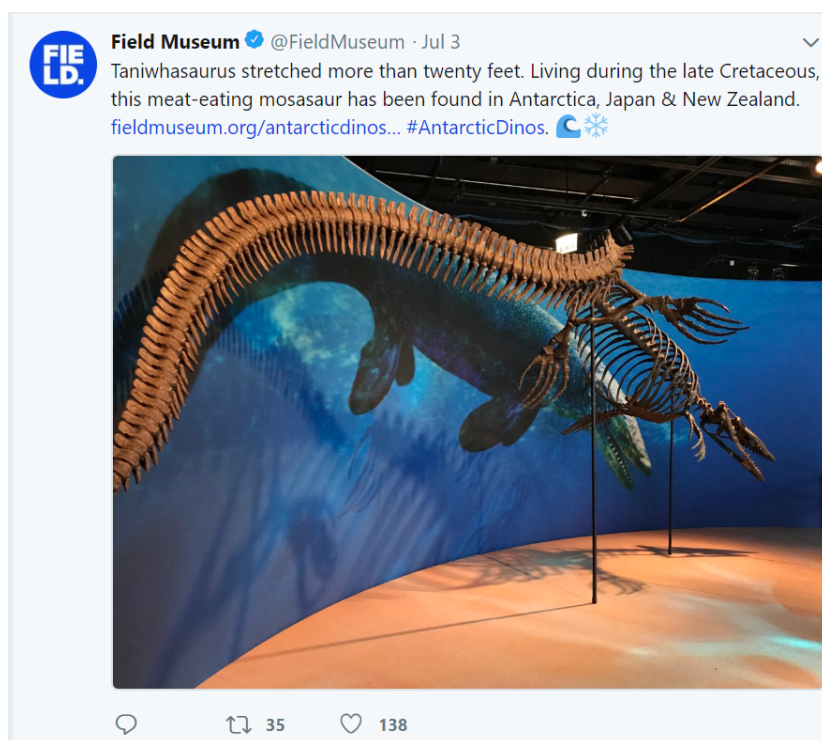 FIE
LD.
Field Museum @FieldMuseum · Jul 3
Taniwhasaurus stretched more than twenty feet. Living during the late Cretaceous,
this meat-eating mosasaur has been found in Antarctica, Japan & New Zealand.
fieldmuseum.org/antarcticdinos... #AntarcticDinos. 🌊❄️
35 138